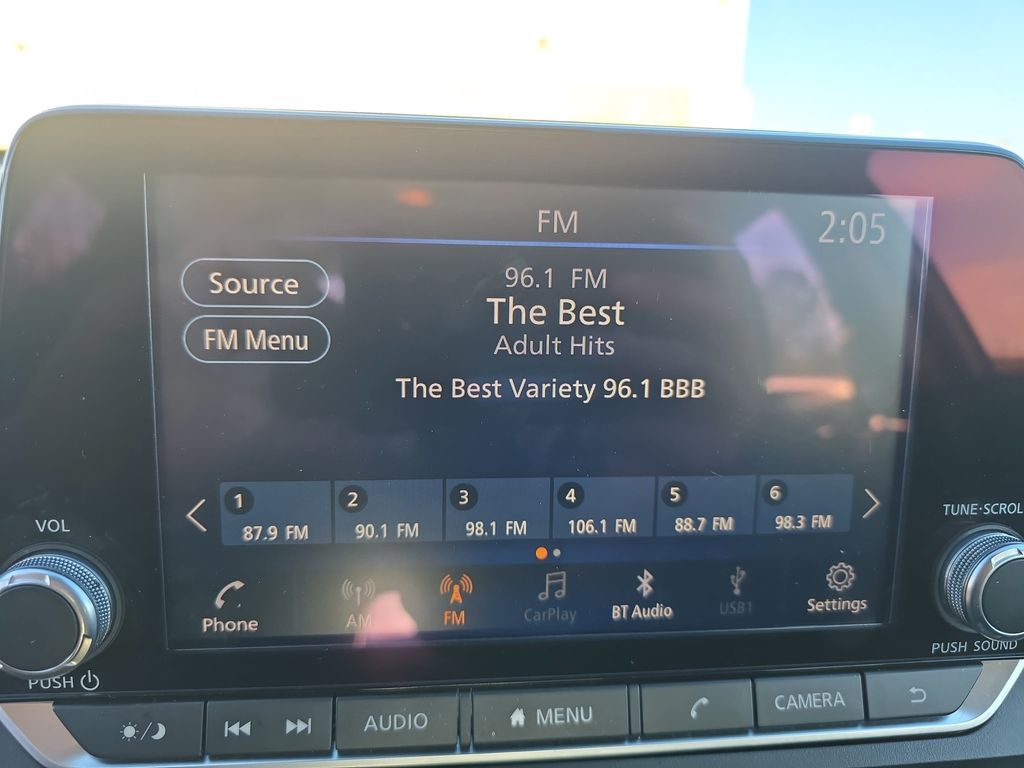 FM
2:05
Source
96.1 FM
The Best
FM Menu
Adult Hits
The Best Variety 96.1 BBB
1
2
3
4
5
6
87.9 FM
90.1 FM
98.1 FM
106.1 FM
88.7 FM
98.3 FM
VOL
TUNE·SCROL
Phone
AM
FM
CarPlay
BT Audio
USB1
Settings
PUSH
PUSH SOUND
AUDIO
MENU
CAMERA